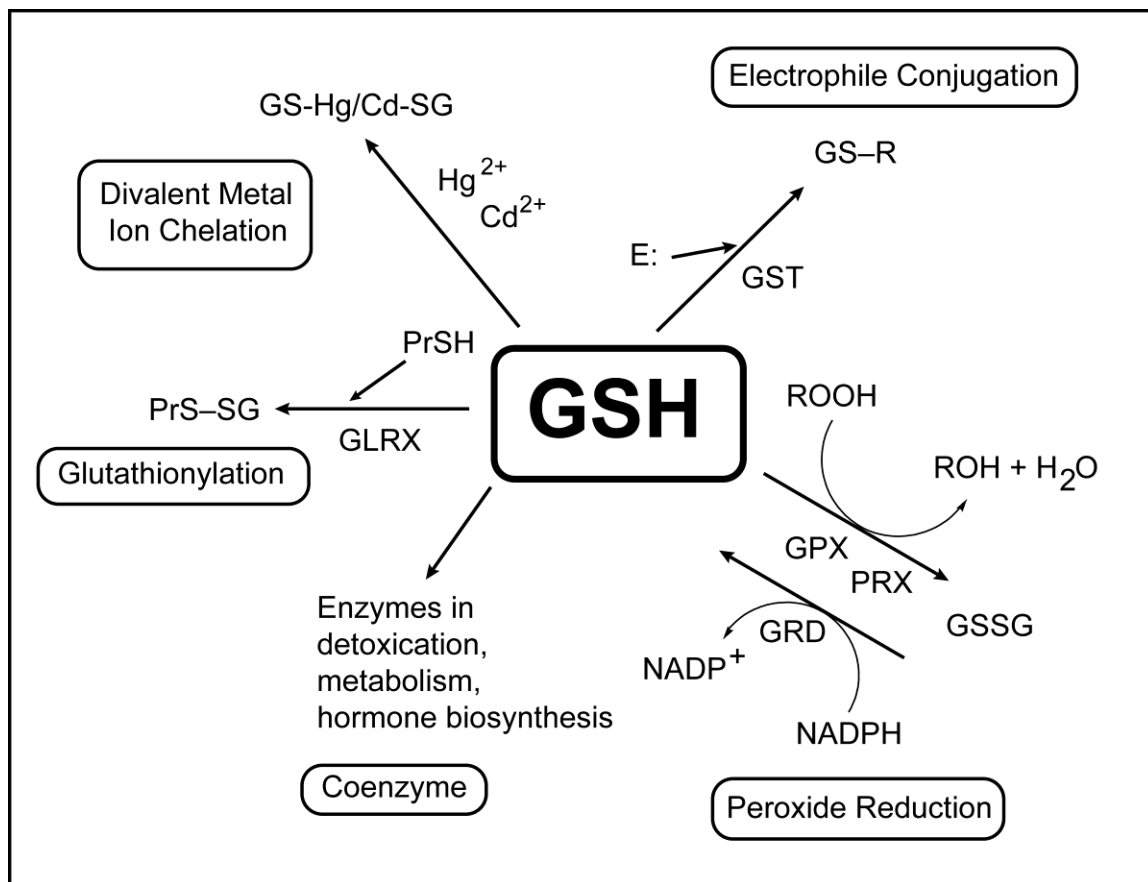 Electrophile Conjugation
GS-Hg/Cd-SG
GS–R
Divalent Metal
Ion Chelation
Hg2+
Cd2+
E:
GST
PrSH
GSH
PrS–SG
GLRX
Glutathionylation
ROOH
ROH + H2O
GPX
PRX
GSSG
GRD
NADP+
NADPH
Enzymes in
detoxication,
metabolism,
hormone biosynthesis
Coenzyme
Peroxide Reduction